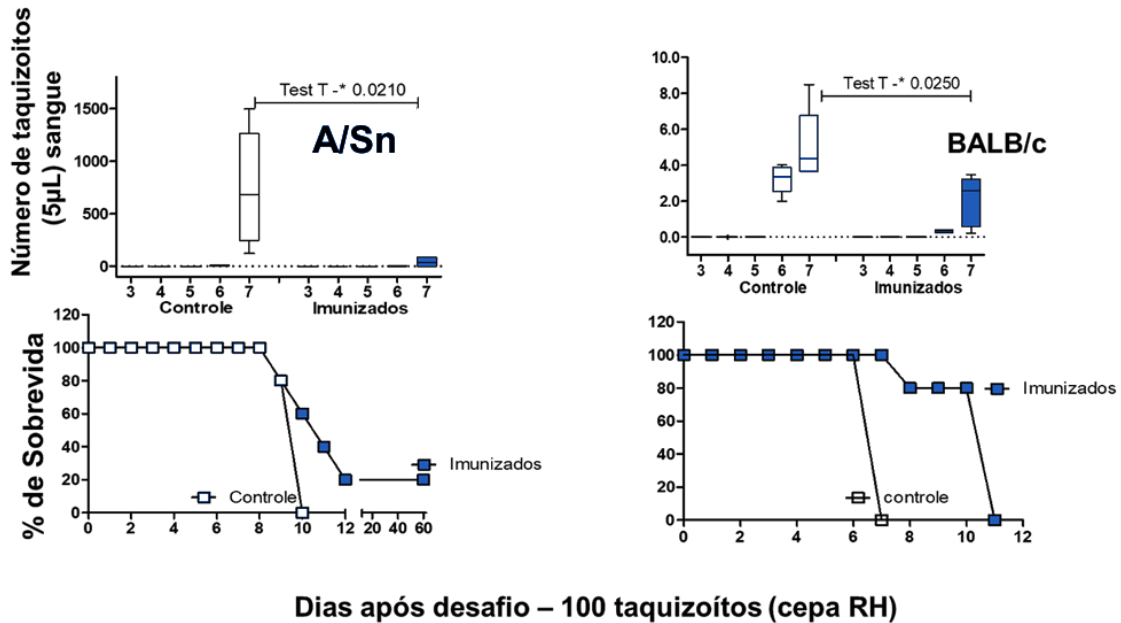 Número de taquizoitos
(5µL) sangue
1500
1000
500
0
Test T -* 0.0210
A/Sn
3 4 5 6 7 3 4 5 6 7
Controle Imunizados
10.0
8.0
6.0
4.0
2.0
0.0
Test T -* 0.0250
BALB/c
3 4 5 6 7 3 4 5 6 7
Controle Imunizados
% de Sobrevida
120
100
80
60
40
20
0
Imunizados
Controle
0 2 4 6 8 10 12 20 40 60
120
100
80
60
40
20
0
Imunizados
controle
0 2 4 6 8 10 12
Dias após desafio – 100 taquizoítos (cepa RH)